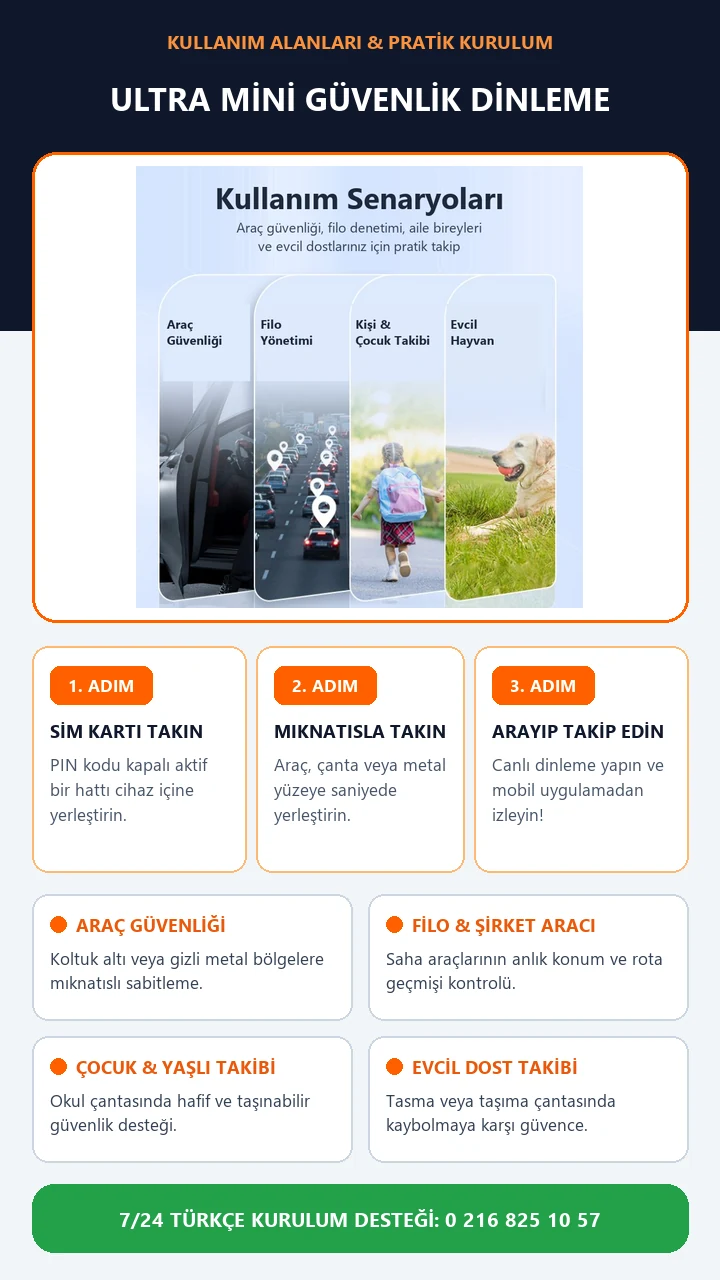 KULLANIM ALANLARI & PRATİK KURULUM
ULTRA MİNİ GÜVENLİK DİNLEME
Kullanım Senaryoları
Araç güvenliği, filo denetimi, aile bireyleri
ve evcil dostlarınız için pratik takip
Araç
Güvenliği
Filo
Yönetimi
Kişi &
Çocuk Takibi
Evcil
Hayvan
1. ADIM
SİM KARTI TAKIN
PIN kodu kapalı aktif
bir hattı cihaz içine
yerleştirin.
2. ADIM
MIKNATISLA TAKIN
Araç, çanta veya metal
yüzeye saniyede
yerleştirin.
3. ADIM
ARAYIP TAKİP EDİN
Canlı dinleme yapın ve
mobil uygulamadan
izleyin!
ARAÇ GÜVENLİĞİ
Koltuk altı veya gizli metal bölgelere
mıknatıslı sabitleme.
FİLO & ŞİRKET ARACI
Saha araçlarının anlık konum ve rota
geçmişi kontrolü.
ÇOCUK & YAŞLI TAKİBİ
Okul çantasında hafif ve taşınabilir
güvenlik desteği.
EVCİL DOST TAKİBİ
Tasma veya taşıma çantasında
kaybolmaya karşı güvence.
7/24 TÜRKÇE KURULUM DESTEĞİ: 0 216 825 10 57